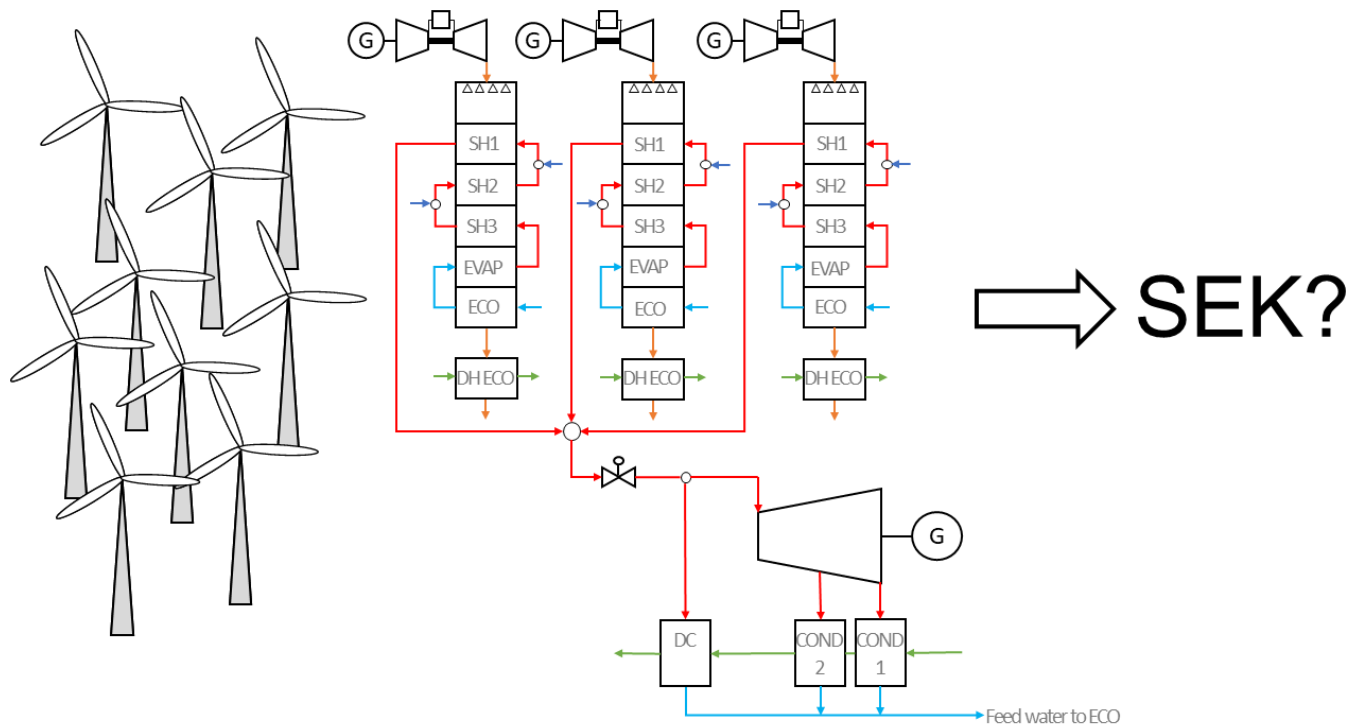 G
G
G
SH1
SH2
SH3
EVAP
ECO
DH ECO
SH1
SH2
SH3
EVAP
ECO
DH ECO
SH1
SH2
SH3
EVAP
ECO
DH ECO
SEK?
G
DC
COND
2
COND
1
Feed water to ECO